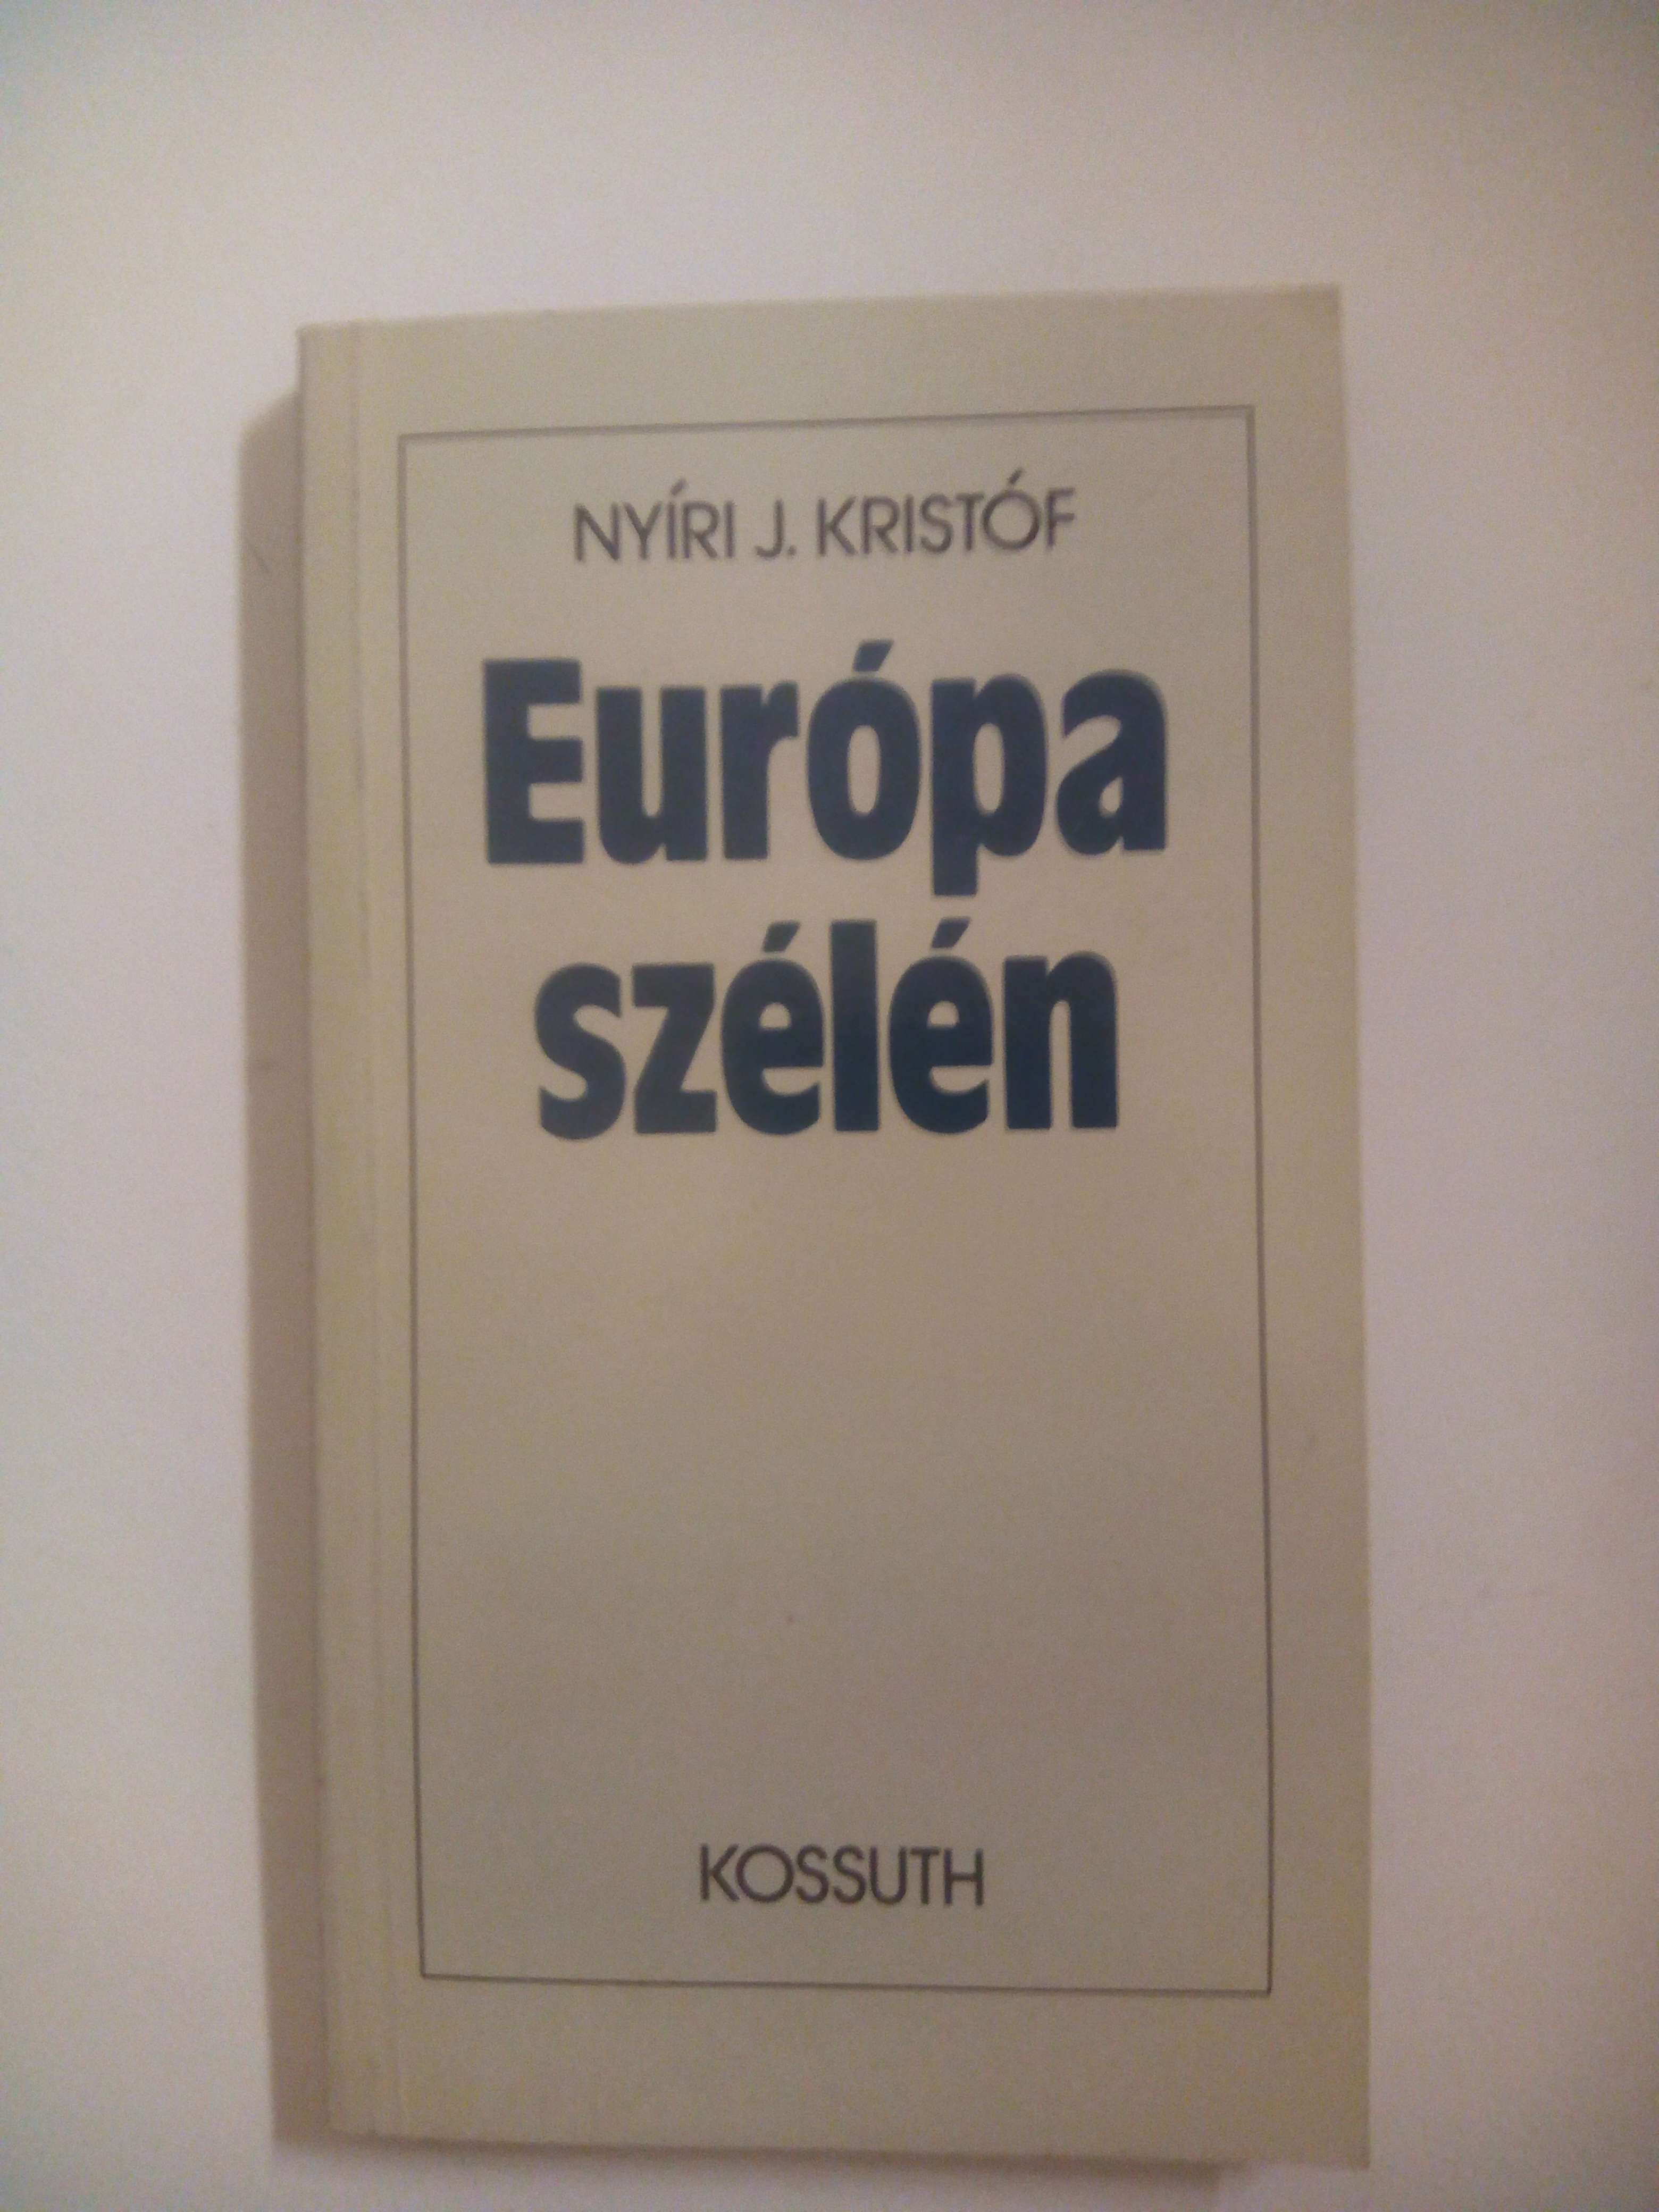 NYÍRI J. KRISTÓF
Európa
szélén
KOSSUTH